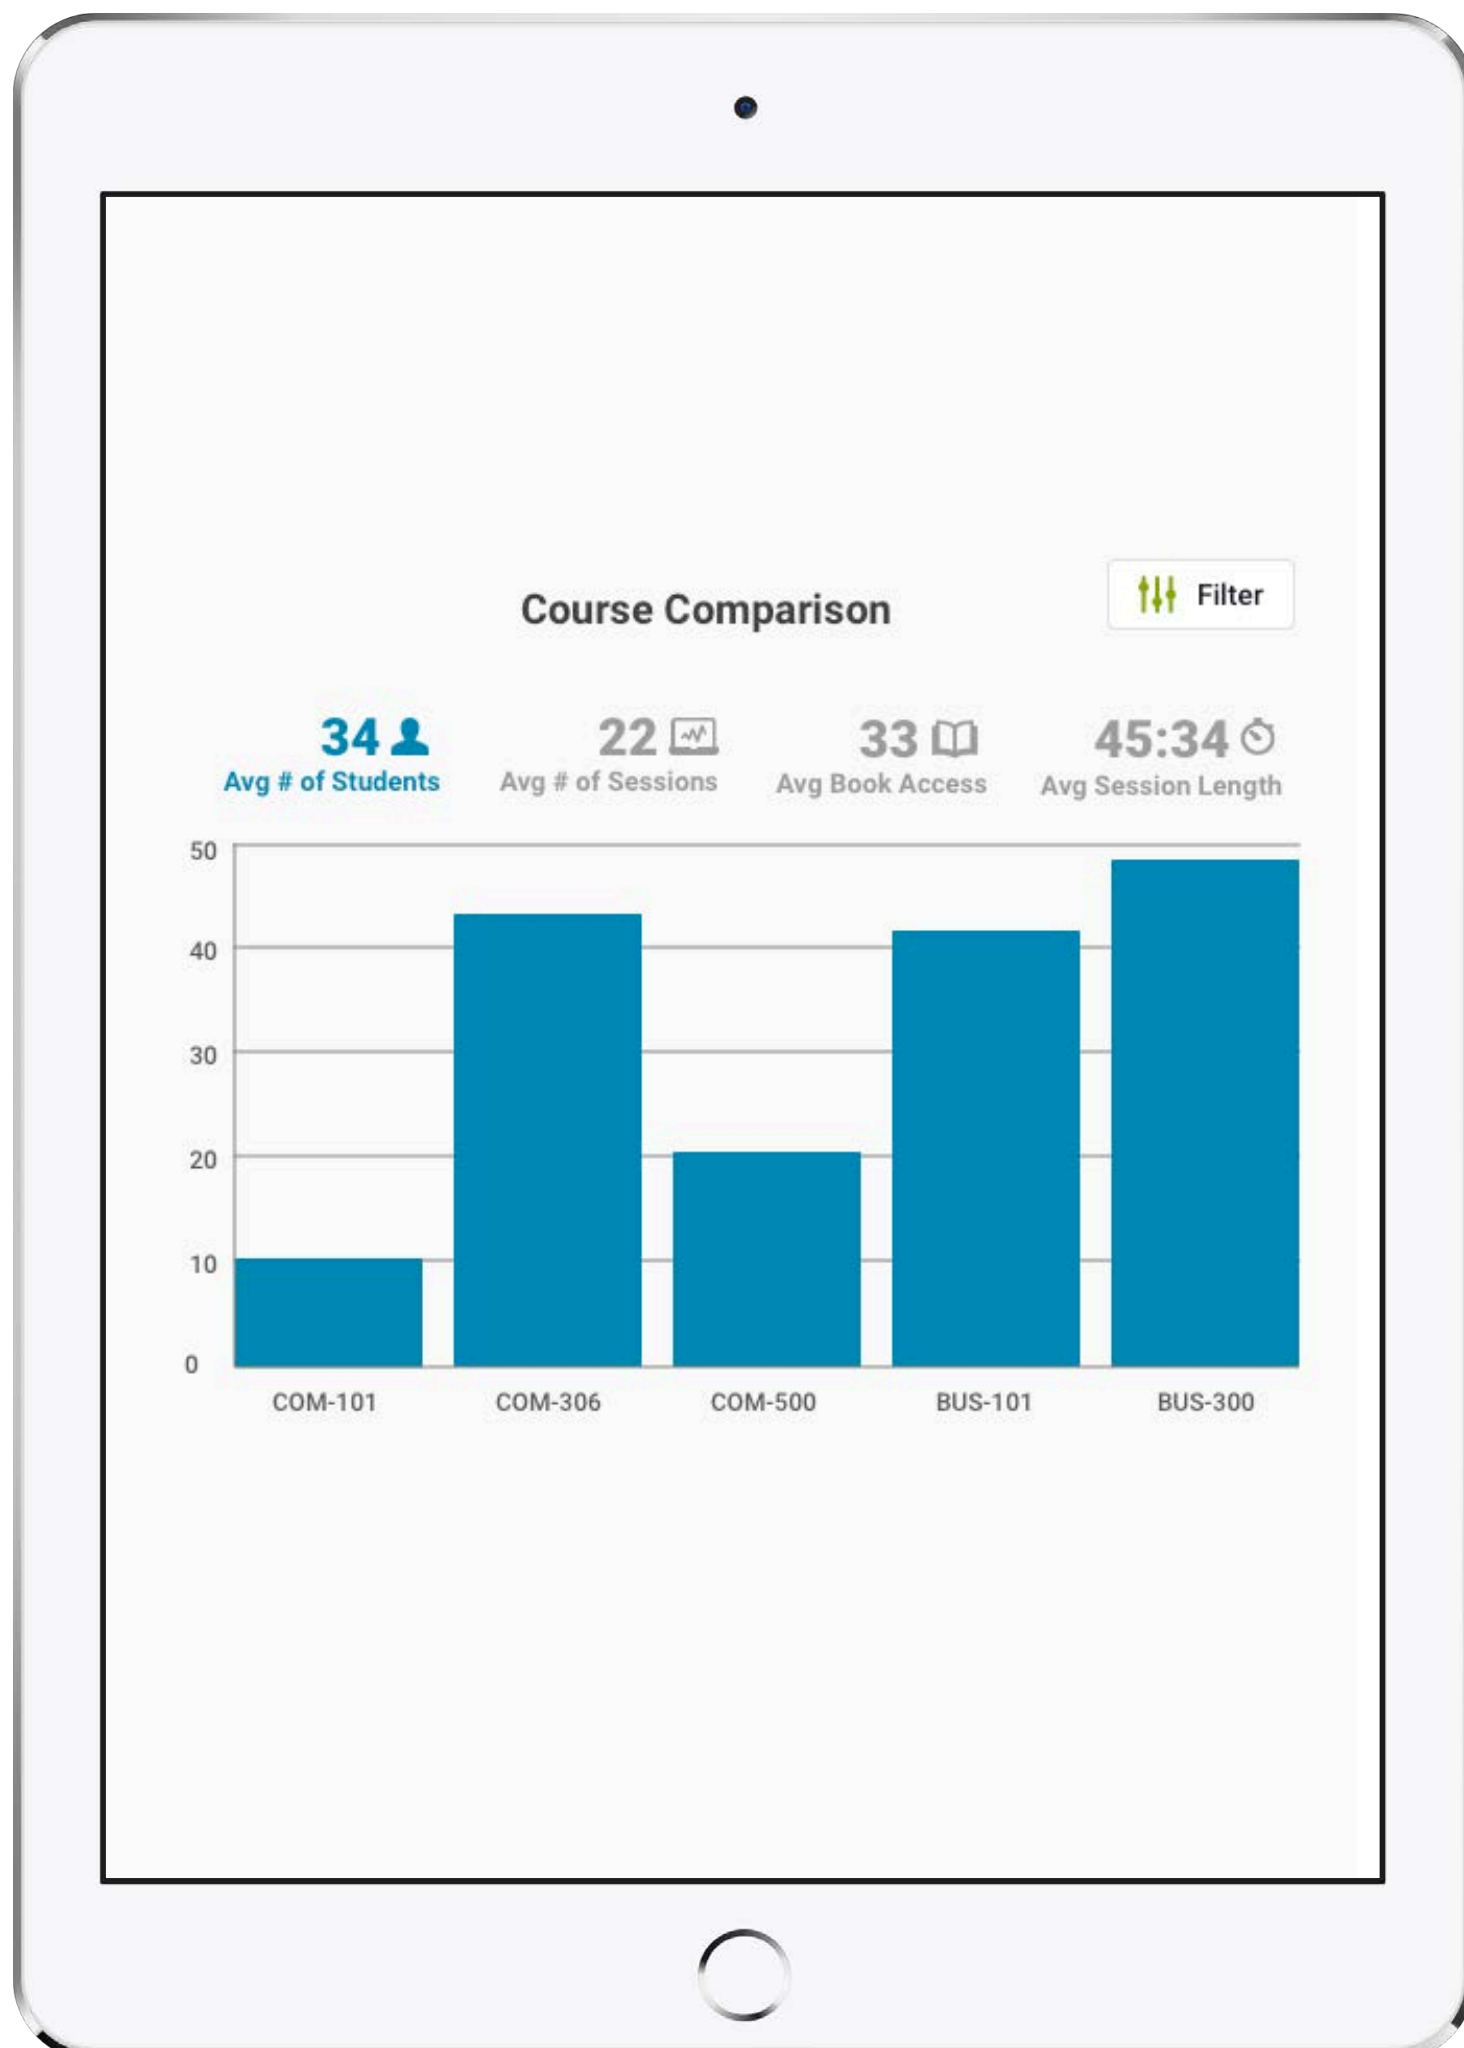 Course Comparison
Filter
34
Avg # of Students
22
Avg # of Sessions
33
Avg Book Access
45:34
Avg Session Length
50
40
30
20
10
0
COM-101 COM-306 COM-500 BUS-101 BUS-300